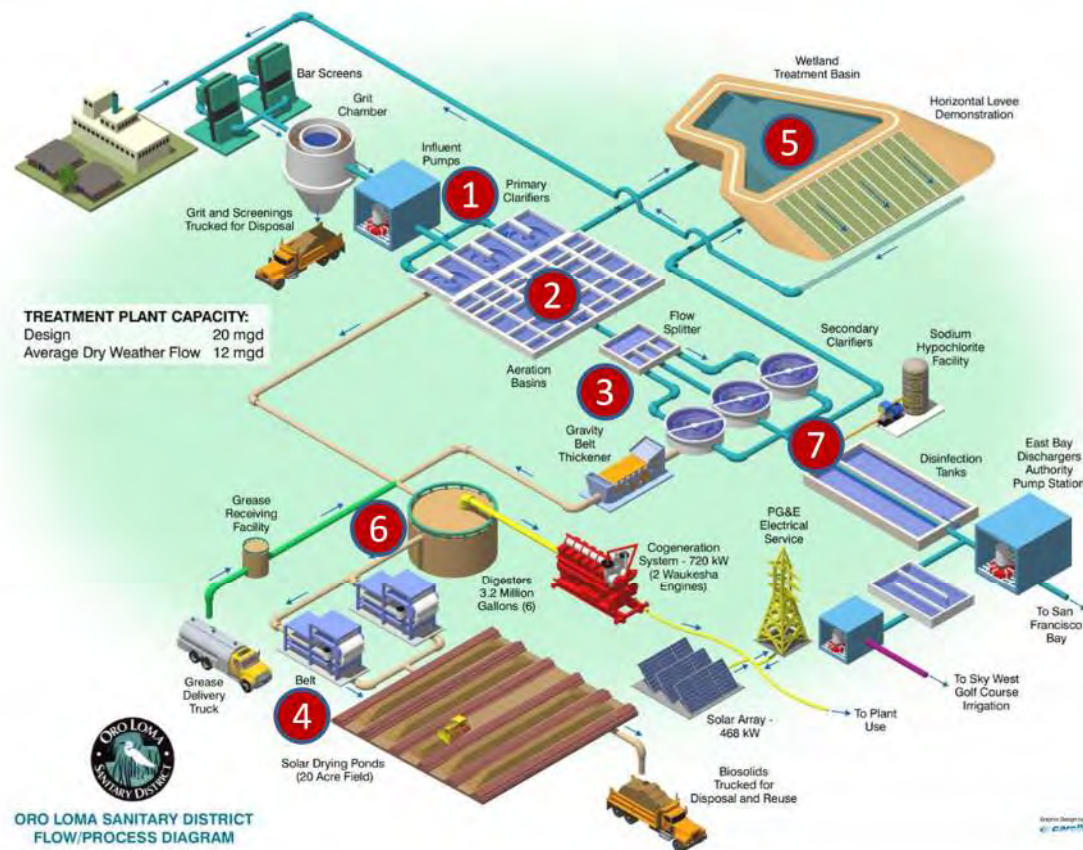 Bar Screens
Grit
Chamber
Influent
Pumps
1
Primary
Clarifiers
Wetland
Treatment Basin
Horizontal Levee
Demonstration
5
Grit and Screenings
Trucked for Disposal
2
TREATMENT PLANT CAPACITY:
Design 20 mgd
Average Dry Weather Flow 12 mgd
Aeration
Basins
Flow
Splitter
3
Secondary
Clarifiers
Sodium
Hypochlorite
Facility
Gravity
Belt
Thickener
7
Disinfection
Tanks
East Bay
Dischargers
Authority
Pump Station
Grease
Receiving
Facility
6
Digesters
3.2 Million
Gallons (6)
Cogeneration
System - 720 kW
(2 Waukesha
Engines)
PG&E
Electrical
Service
To San
Francisco
Bay
Grease
Delivery
Truck
Belt
4
Solar Drying Ponds
(20 Acre Field)
Solar Array -
468 kW
To Plant
Use
To Sky West
Golf Course
Irrigation
Biosolids
Trucked for
Disposal and Reuse
ORO LOMA
SANITARY DISTRICT
ORO LOMA SANITARY DISTRICT
FLOW/PROCESS DIAGRAM
Graphic Design by